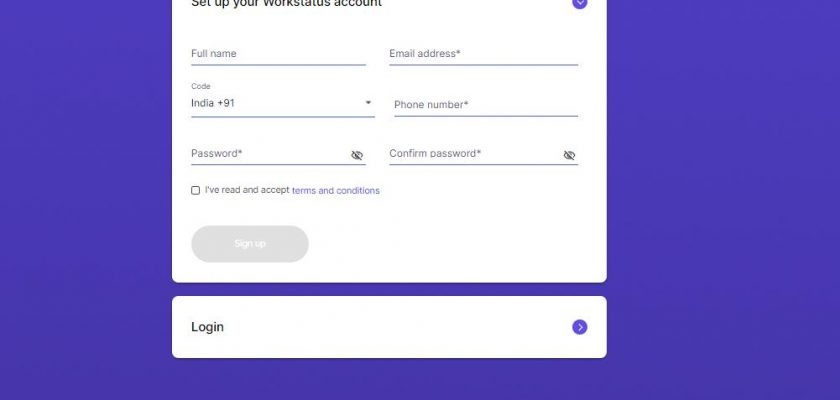 Set up your Workstatus account
Full name
Email address*
Code
India +91
Phone number*
Password*
Confirm password*
I've read and accept terms and conditions
Sign up
Login